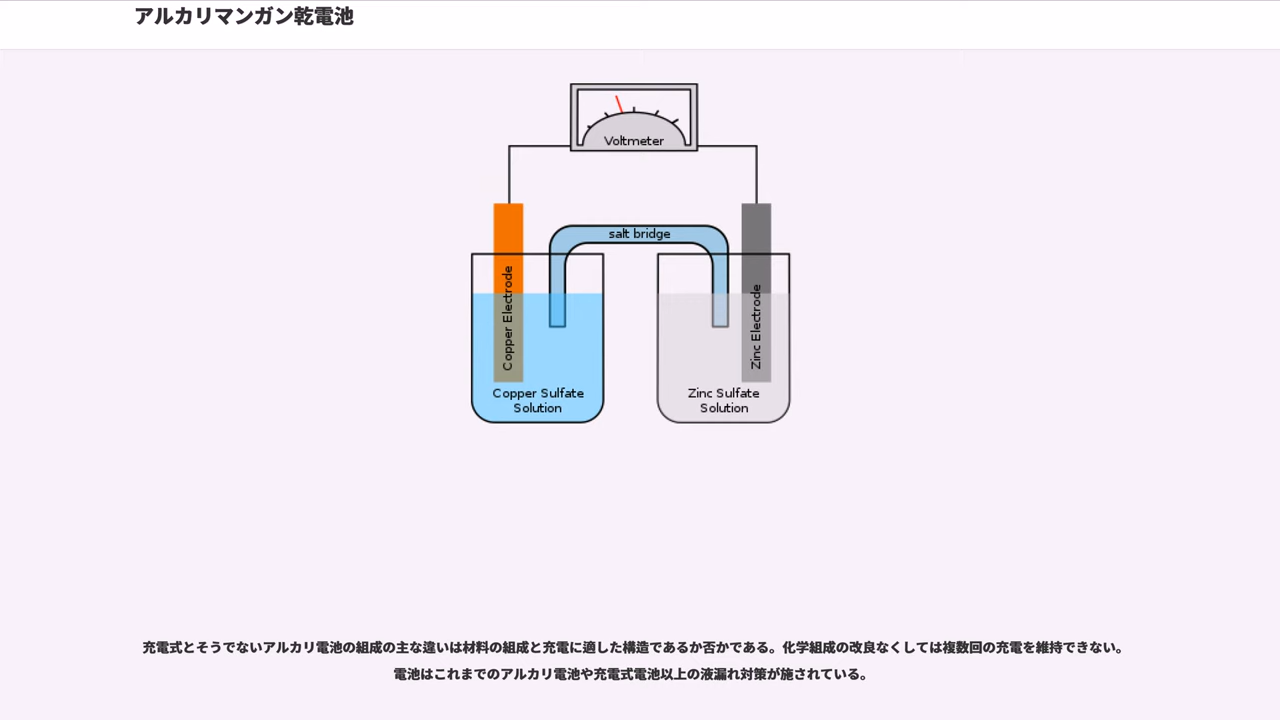 アルカリマンガン乾電池
Voltmeter
salt bridge
Copper Electrode
Zinc Electrode
Copper Sulfate
Solution
Zinc Sulfate
Solution
充電式とそうでないアルカリ電池の組成の主な違いは材料の組成と充電に適した構造であるか否かである。化学組成の改良なくしては複数回の充電を維持できない。
電池はこれまでのアルカリ電池や充電式電池以上の液漏れ対策が施されている。